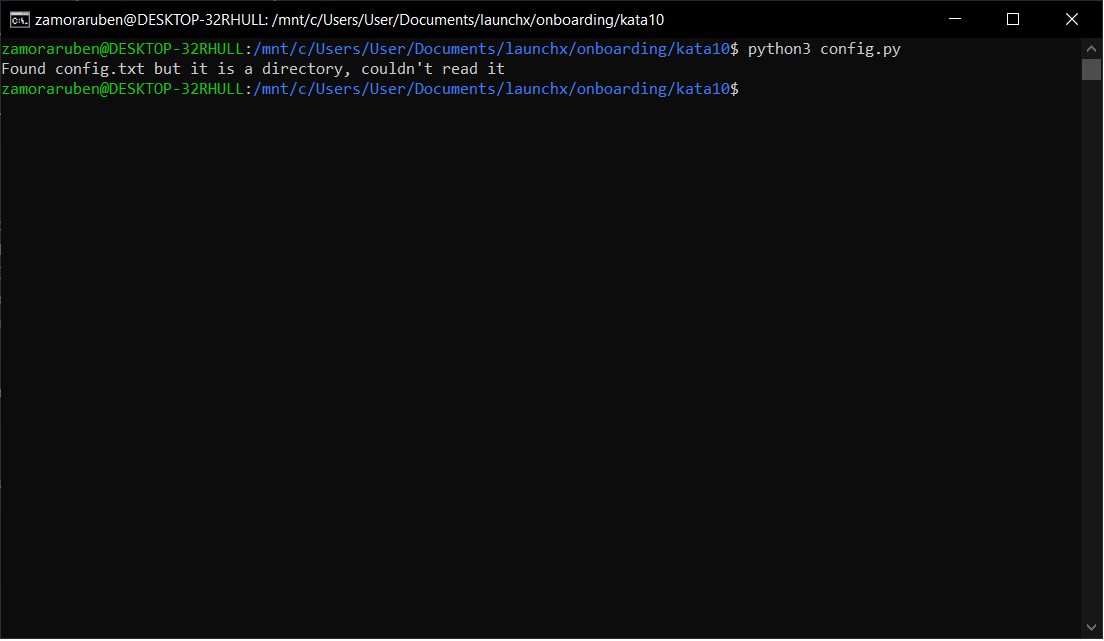 zamoraruben@DESKTOP-32RHULL: /mnt/c/Users/User/Documents/launchx/onboarding/kata10
zamoraruben@DESKTOP-32RHULL:/mnt/c/Users/User/Documents/launchx/onboarding/kata10$ python3 config.py
Found config.txt but it is a directory, couldn't read it
zamoraruben@DESKTOP-32RHULL:/mnt/c/Users/User/Documents/launchx/onboarding/kata10$